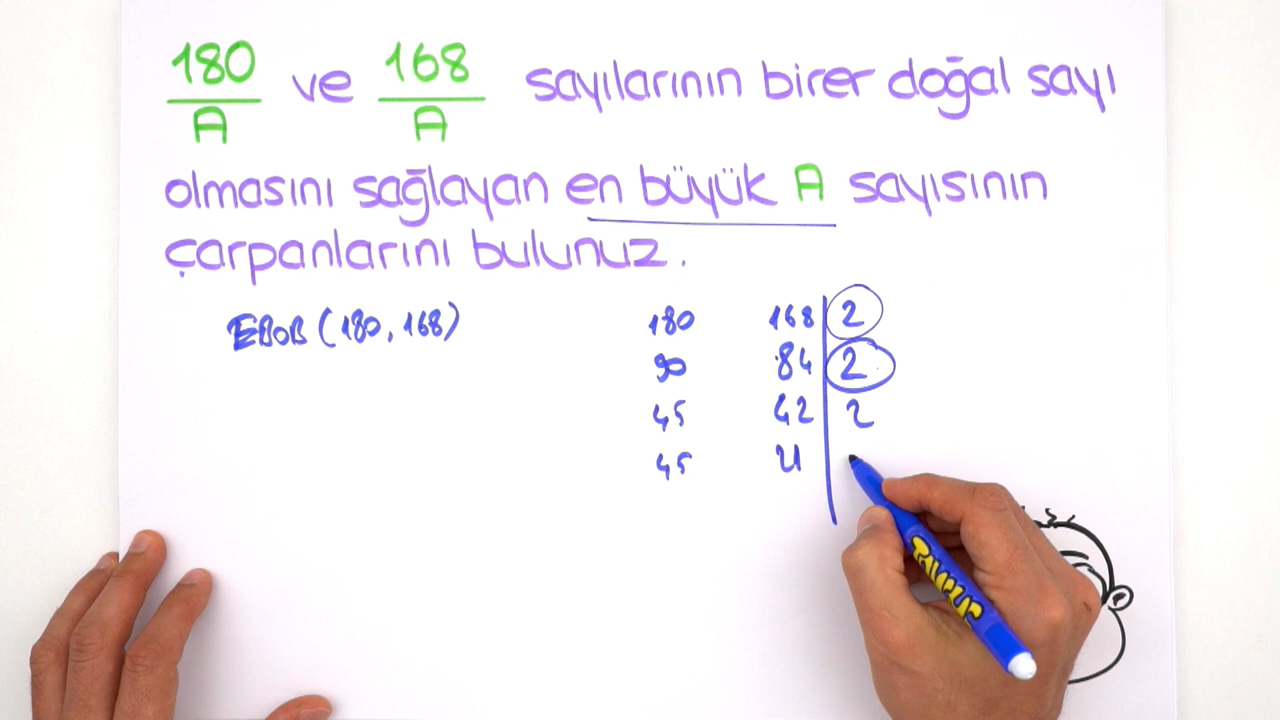 180/A ve 168/A sayılarının birer doğal sayı
olmasını sağlayan en büyük A sayısının
çarpanlarını bulunuz.
EBOB (180, 168)
180 168 2
90 84 2
45 42 2
45 21